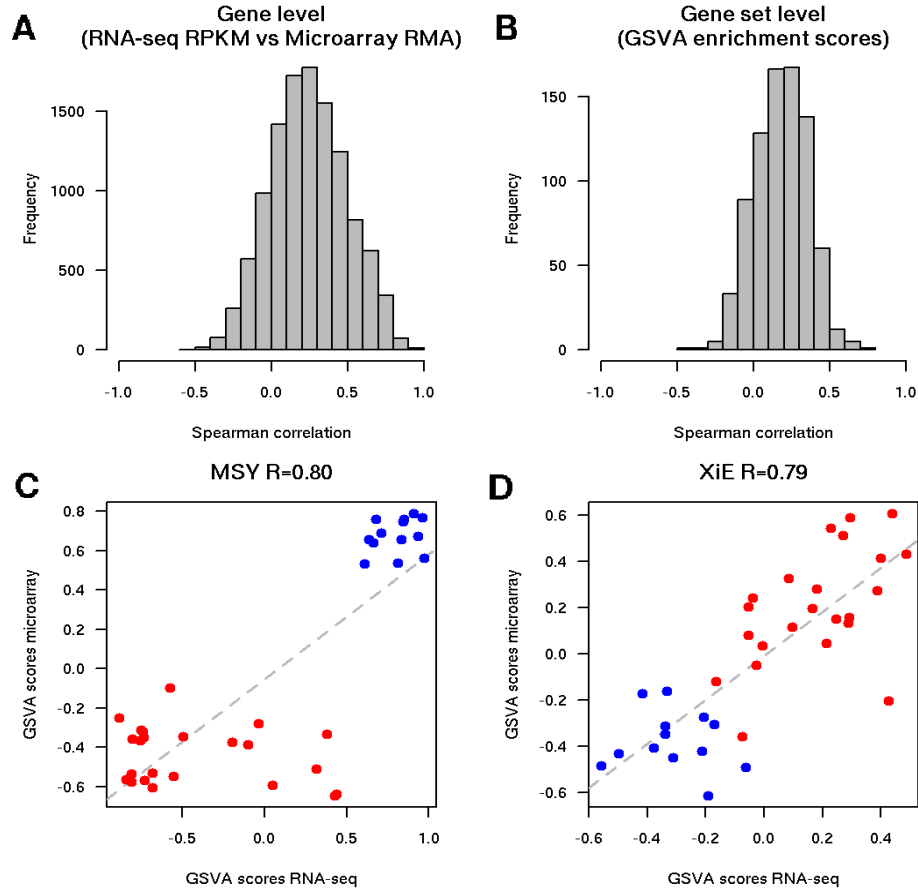 A
Gene level
(RNA-seq RPKM vs Microarray RMA)
Frequency
1500
1000
500
0
-1.0 -0.5 0.0 0.5 1.0
Spearman correlation
B
Gene set level
(GSVA enrichment scores)
Frequency
150
100
50
0
-1.0 -0.5 0.0 0.5 1.0
Spearman correlation
C
MSY R=0.80
GSVA scores microarray
0.8
0.6
0.4
0.2
0.0
-0.2
-0.4
-0.6
-0.5 0.0 0.5 1.0
GSVA scores RNA-seq
D
XiE R=0.79
GSVA scores microarray
0.6
0.4
0.2
0.0
-0.2
-0.4
-0.6
-0.6 -0.4 -0.2 0.0 0.2 0.4
GSVA scores RNA-seq